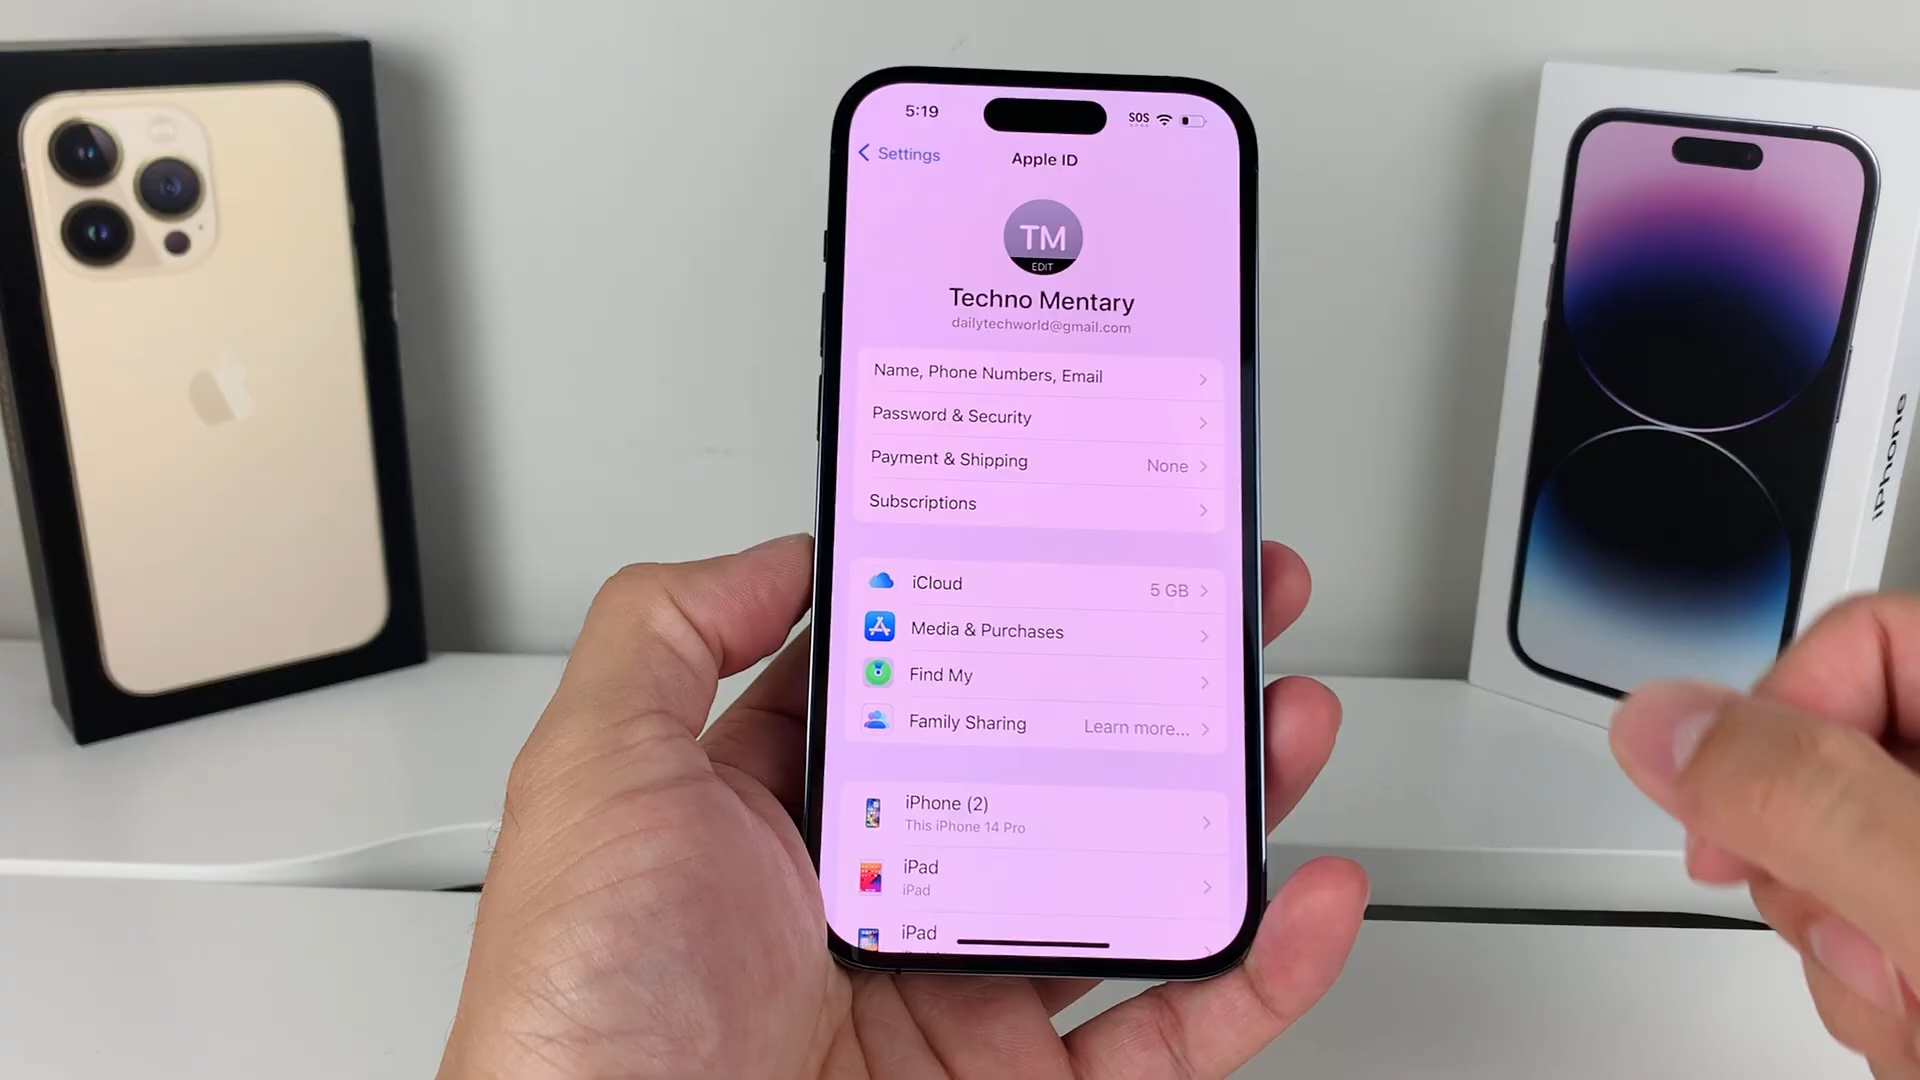 5:19
SOS
Settings
Apple ID
TM
EDIT
Techno Mentary
dailytechworld@gmail.com
Name, Phone Numbers, Email
Password & Security
Payment & Shipping None
Subscriptions
iCloud 5 GB
Media & Purchases
Find My
Family Sharing Learn more...
iPhone (2)
This iPhone 14 Pro
iPad
iPad
iPad
iPhone